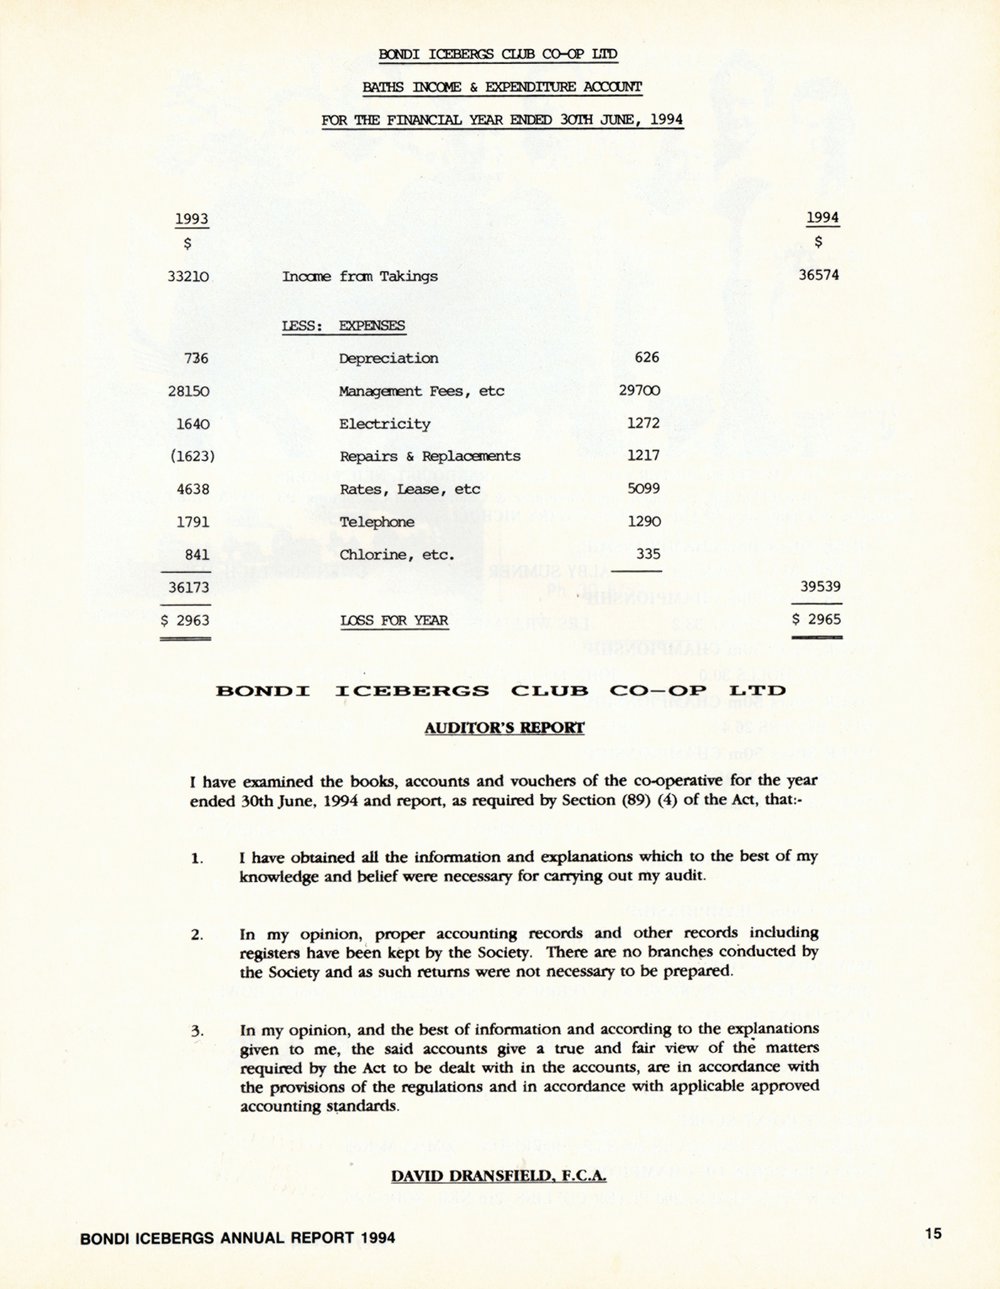 BONDI ICEBERGS CLUB CO-OP LTD
BATHS INCOME & EXPENDITURE ACCOUNT
FOR THE FINANCIAL YEAR ENDED 30TH JUNE, 1994
1993 1994
$ $
33210 Income from Takings 36574
LESS: EXPENSES
736 Depreciation 626
28150 Management Fees, etc 29700
1640 Electricity 1272
(1623) Repairs & Replacements 1217
4638 Rates, Lease, etc 5099
1791 Telephone 1290
841 Chlorine, etc. 335
36173 39539
$ 2963 LOSS FOR YEAR $ 2965
BONDI ICEBERGS CLUB CO-OP LTD
AUDITOR'S REPORT
I have examined the books, accounts and vouchers of the co-operative for the year
ended 30th June, 1994 and report, as required by Section (89) (4) of the Act, that:-
1. I have obtained all the information and explanations which to the best of my
knowledge and belief were necessary for carrying out my audit.
2. In my opinion, proper accounting records and other records including
registers have been kept by the Society. There are no branches conducted by
the Society and as such returns were not necessary to be prepared.
3. In my opinion, and the best of information and according to the explanations
given to me, the said accounts give a true and fair view of the matters
required by the Act to be dealt with in the accounts, are in accordance with
the provisions of the regulations and in accordance with applicable approved
accounting standards.
DAVID DRANSFIELD, F.C.A.
BONDI ICEBERGS ANNUAL REPORT 1994 15